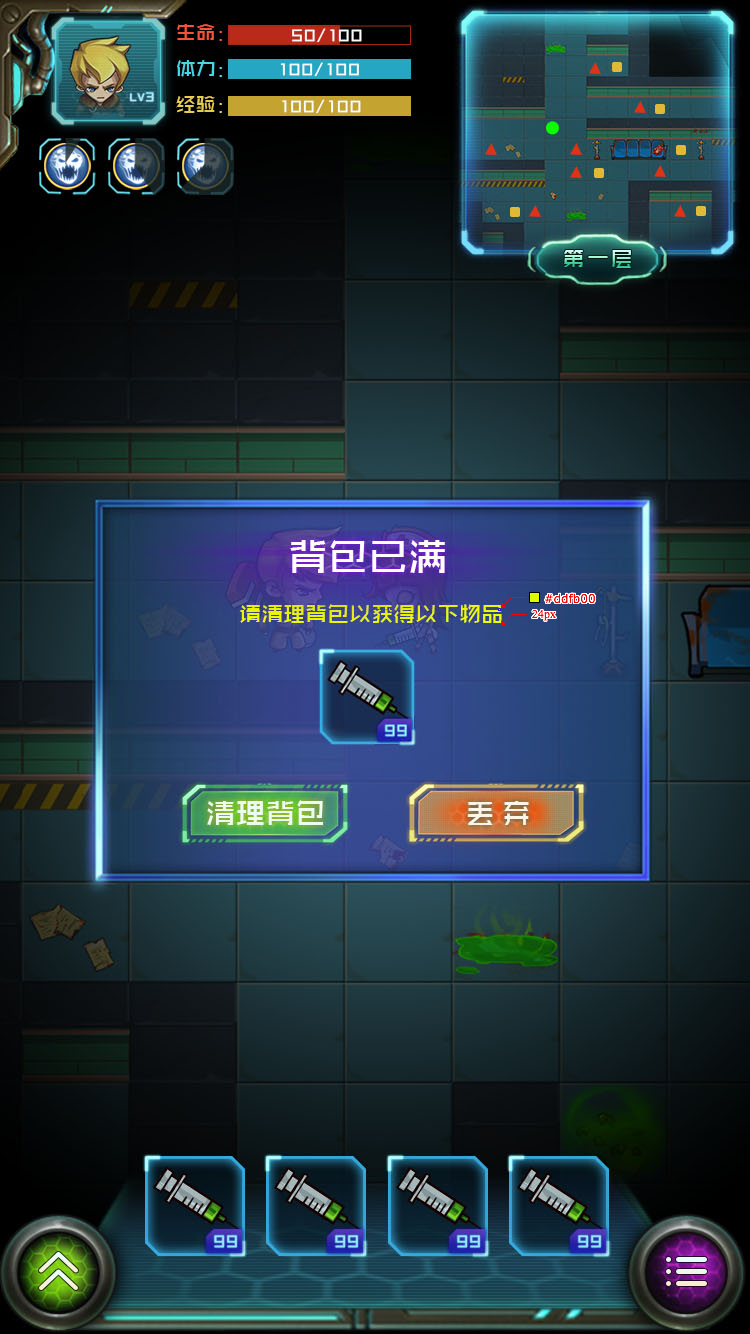 生命: 50/100
体力: 100/100
经验: 100/100
LV3
第一层
背包已满
请清理背包以获得以下物品
#ddfb00
24px
99
清理背包
丢弃
99
99
99
99